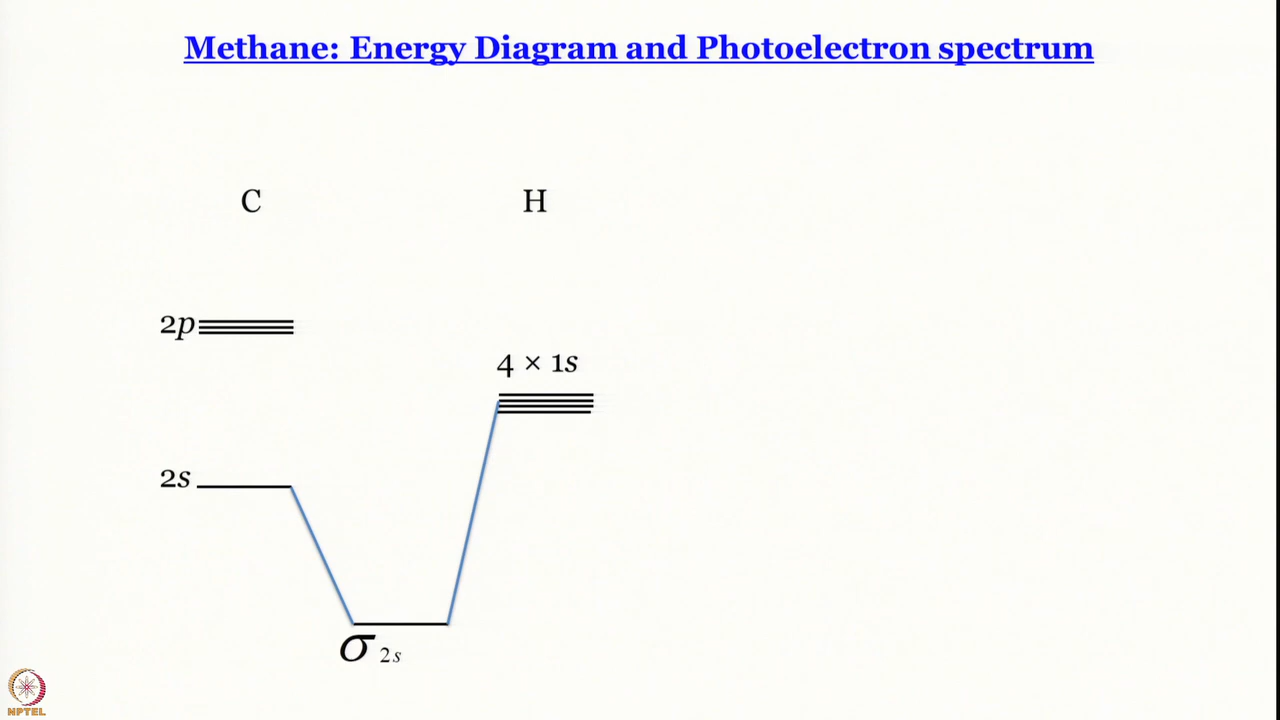 Methane: Energy Diagram and Photoelectron spectrum
C H
2p
4 × 1s
2s
σ 2s
NPTEL